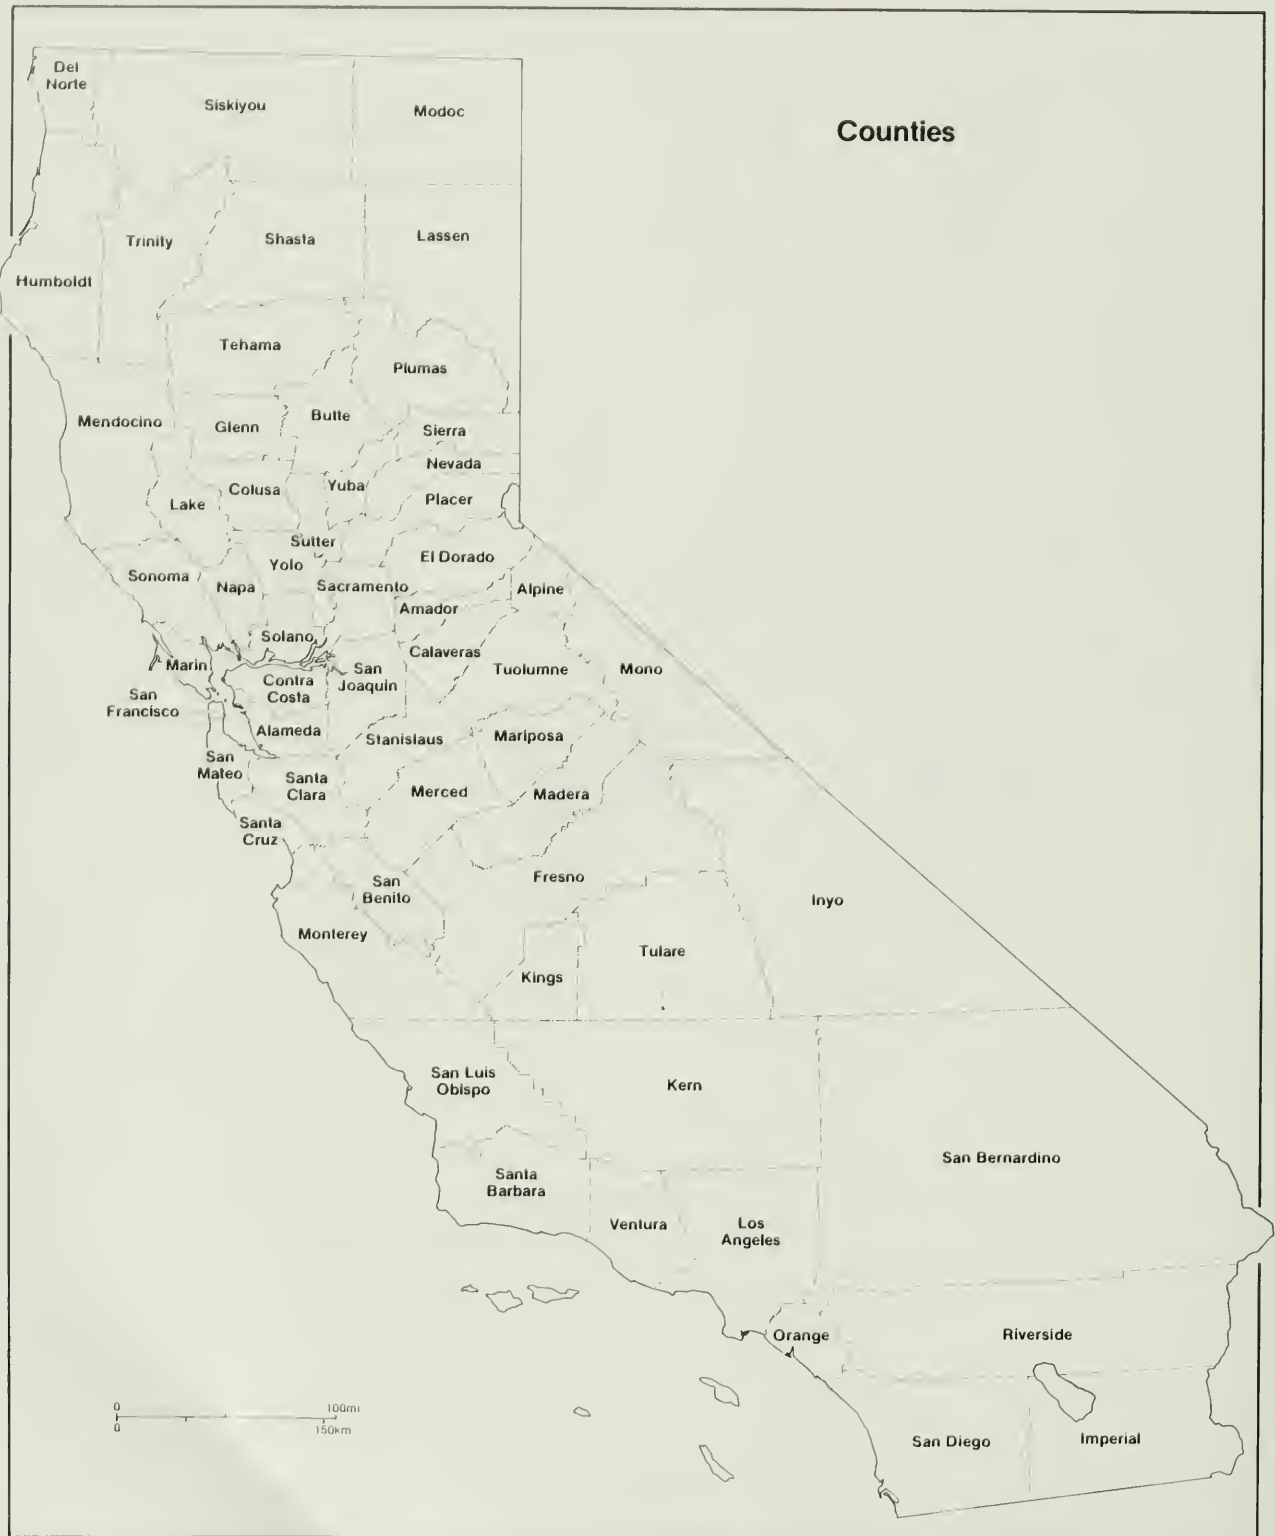 Counties
Del
Norte
Siskiyou
Modoc
Trinity
Shasta
Lassen
Humboldt
Tehama
Plumas
Mendocino
Glenn
Butte
Sierra
Nevada
Lake
Colusa
Yuba
Placer
Sutter
Yolo
El Dorado
Sonoma
Napa
Sacramento
Alpine
Amador
Solano
Calaveras
Marin
San
Joaquin
Tuolumne
Mono
Contra
Costa
San
Francisco
Alameda
Stanislaus
Mariposa
San
Mateo
Santa
Clara
Merced
Madera
Santa
Cruz
San
Benito
Fresno
Inyo
Monterey
Kings
Tulare
San Luis
Obispo
Kern
San Bernardino
Santa
Barbara
Ventura
Los
Angeles
Orange
Riverside
San Diego
Imperial
0 100mi
0 150km